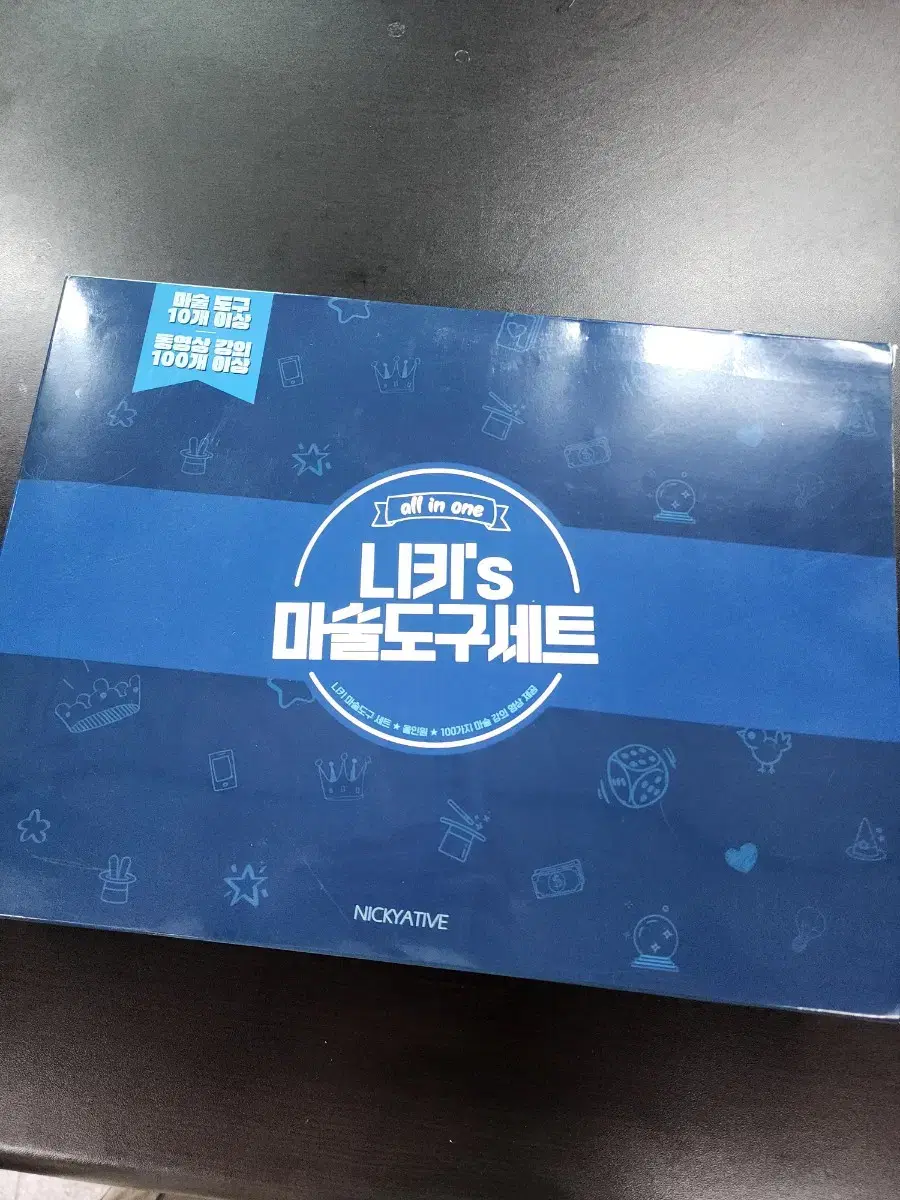 마술 도구
10개 이상
동영상 강의
100개 이상
all in one
니키's
마술도구세트
니키 마술도구 세트 ★ 올인원 ★ 100가지 마술 강의 영상 제공
NICKYATIVE